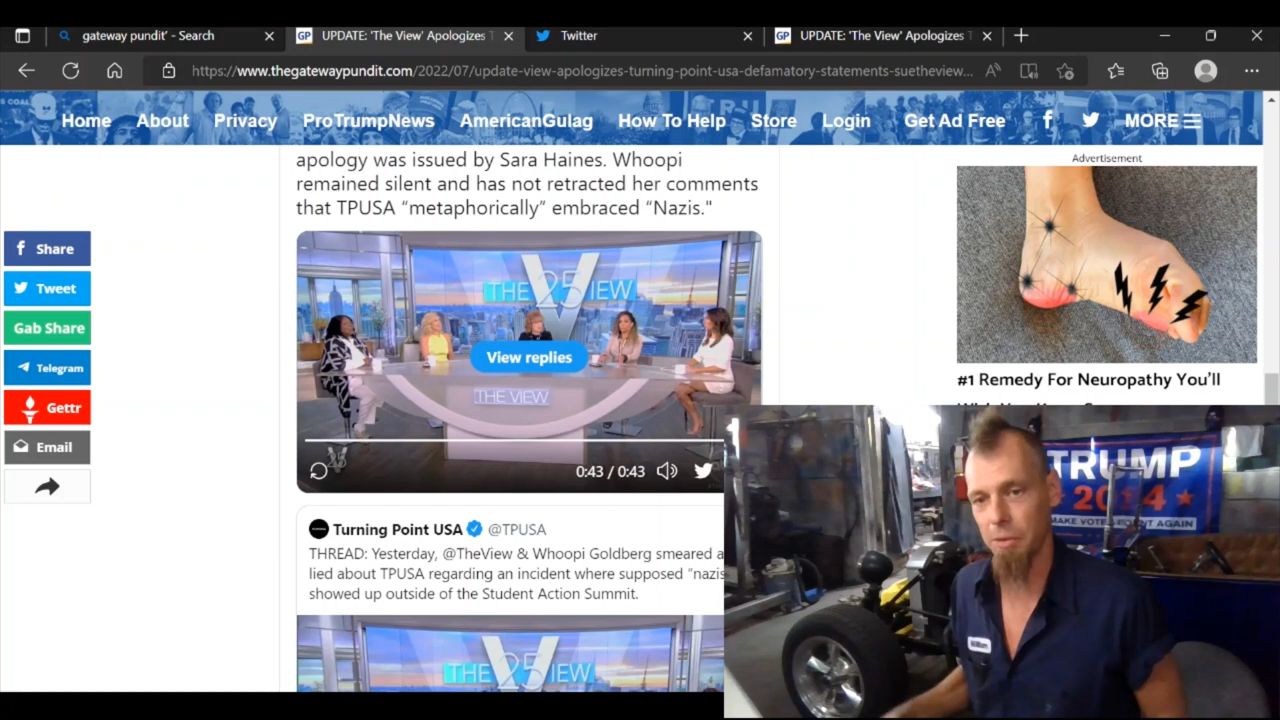 gateway pundit' - Search
UPDATE: 'The View' Apologizes T
Twitter
UPDATE: 'The View' Apologizes T
https://www.thegatewaypundit.com/2022/07/update-view-apologizes-turning-point-usa-defamatory-statements-suetheview...
Home About Privacy ProTrumpNews AmericanGulag How To Help Store Login Get Ad Free MORE
apology was issued by Sara Haines. Whoopi
remained silent and has not retracted her comments
that TPUSA “metaphorically” embraced “Nazis."
Share
Tweet
Gab Share
Telegram
Gettr
Email
THE VIEW
25
View replies
THE VIEW
0:43 / 0:43
Turning Point USA @TPUSA
THREAD: Yesterday, @TheView & Whoopi Goldberg smeared a
lied about TPUSA regarding an incident where supposed “nazis
showed up outside of the Student Action Summit.
THE VIEW
25
Advertisement
#1 Remedy For Neuropathy You'll
TRUMP
AGAIN
William